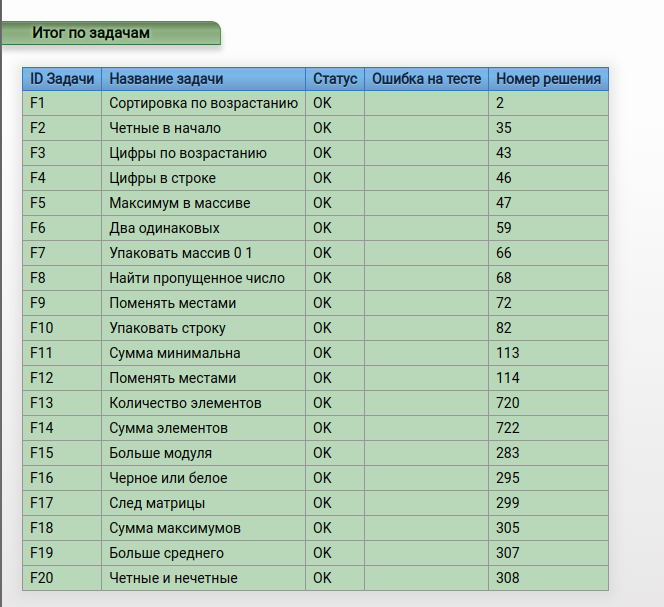 Итог по задачам
ID Задачи Название задачи Статус Ошибка на тесте Номер решения
F1 Сортировка по возрастанию OK 2
F2 Четные в начало OK 35
F3 Цифры по возрастанию OK 43
F4 Цифры в строке OK 46
F5 Максимум в массиве OK 47
F6 Два одинаковых OK 59
F7 Упаковать массив 0 1 OK 66
F8 Найти пропущенное число OK 68
F9 Поменять местами OK 72
F10 Упаковать строку OK 82
F11 Сумма минимальна OK 113
F12 Поменять местами OK 114
F13 Количество элементов OK 720
F14 Сумма элементов OK 722
F15 Больше модуля OK 283
F16 Черное или белое OK 295
F17 След матрицы OK 299
F18 Сумма максимумов OK 305
F19 Больше среднего OK 307
F20 Четные и нечетные OK 308